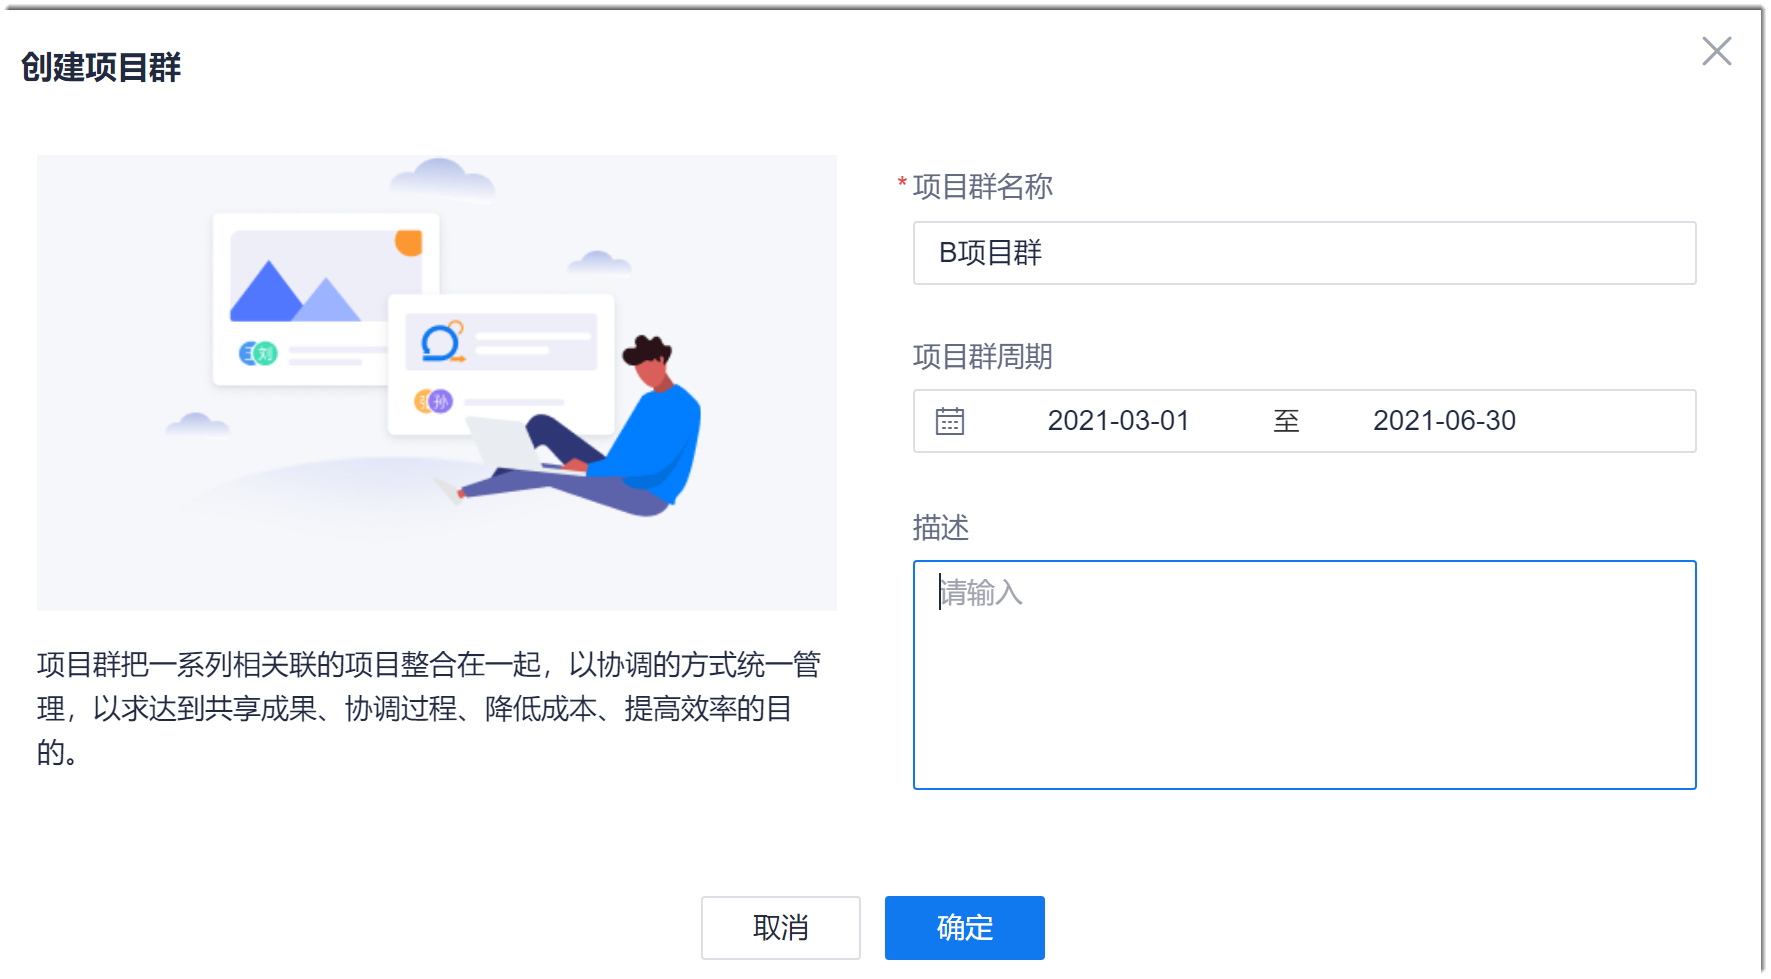 创建项目群
王刘
孙
项目群把一系列相关联的项目整合在一起，以协调的方式统一管
理，以求达到共享成果、协调过程、降低成本、提高效率的目
的。
*项目群名称
B项目群
项目群周期
2021-03-01 至 2021-06-30
描述
请输入
取消 确定